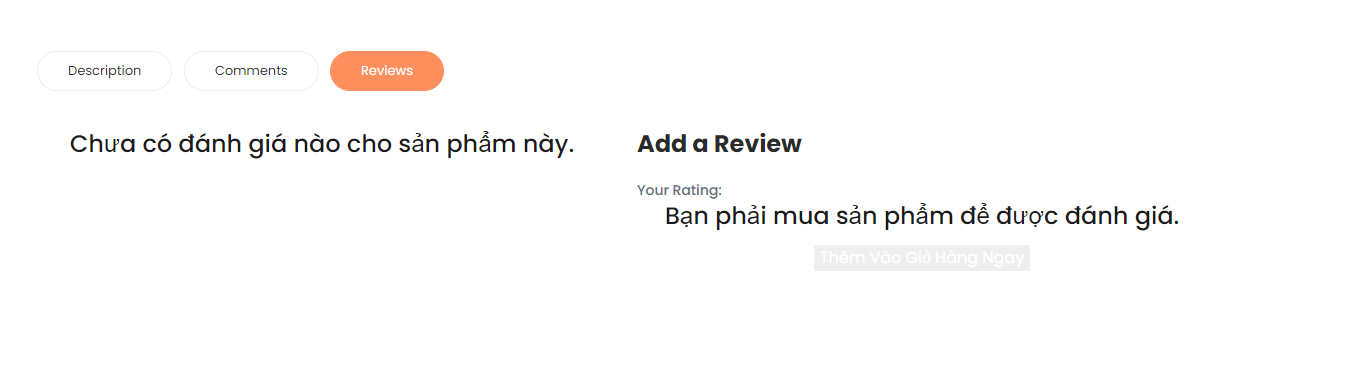 Description
Comments
Reviews
Chưa có đánh giá nào cho sản phẩm này.
Add a Review
Your Rating:
Bạn phải mua sản phẩm để được đánh giá.
Thêm Vào Giỏ Hàng Ngay